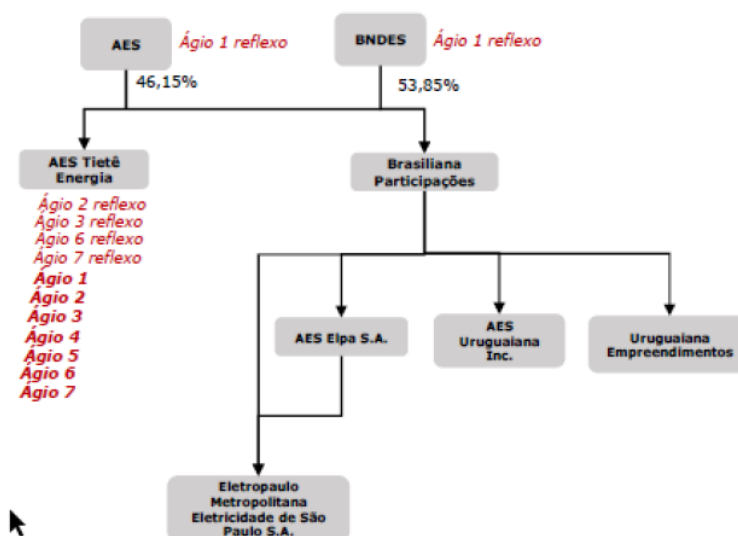 AES
Ágio 1 reflexo
BNDES
Ágio 1 reflexo
46,15%
53,85%
AES Tietê
Energia
Brasiliana
Participações
Ágio 2 reflexo
Ágio 3 reflexo
Ágio 6 reflexo
Ágio 7 reflexo
Ágio 1
Ágio 2
Ágio 3
Ágio 4
Ágio 5
Ágio 6
Ágio 7
AES Elpa S.A.
AES
Uruguaiana
Inc.
Uruguaiana
Empreendimentos
Eletropaulo
Metropolitana
Eletricidade de São
Paulo S.A.